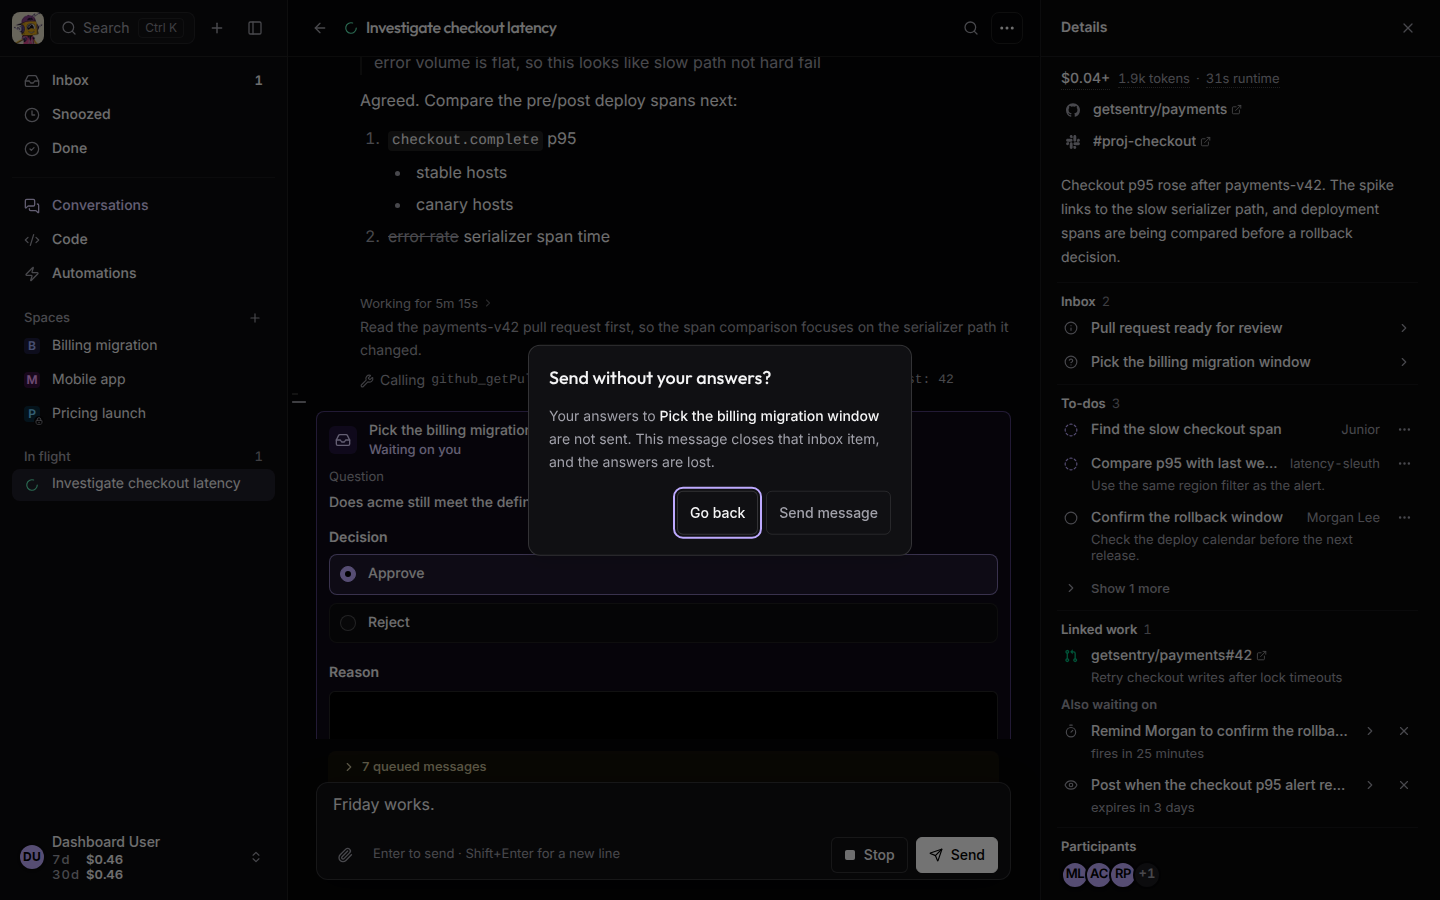 Search Ctrl K
Inbox 1
Snoozed
Done
Conversations
Code
Automations
Spaces
B Billing migration
M Mobile app
P Pricing launch
In flight 1
Investigate checkout latency
DU Dashboard User
7d $0.46
30d $0.46
Investigate checkout latency
error volume is flat, so this looks like slow path not hard fail
Agreed. Compare the pre/post deploy spans next:
1. checkout.complete p95
• stable hosts
• canary hosts
2. error rate serializer span time
Working for 5m 15s
Read the payments-v42 pull request first, so the span comparison focuses on the serializer path it
changed.
Calling github_getPu st: 42
Pick the billing migration
Waiting on you
Question
Does acme still meet the defin
Decision
Approve
Reject
Reason
7 queued messages
Friday works.
Enter to send · Shift+Enter for a new line
Stop
Send
Send without your answers?
Your answers to Pick the billing migration window
are not sent. This message closes that inbox item,
and the answers are lost.
Go back
Send message
Details
$0.04+ 1.9k tokens · 31s runtime
getsentry/payments
#proj-checkout
Checkout p95 rose after payments-v42. The spike
links to the slow serializer path, and deployment
spans are being compared before a rollback
decision.
Inbox 2
Pull request ready for review
Pick the billing migration window
To-dos 3
Find the slow checkout span Junior
Compare p95 with last we... latency-sleuth
Use the same region filter as the alert.
Confirm the rollback window Morgan Lee
Check the deploy calendar before the next
release.
Show 1 more
Linked work 1
getsentry/payments#42
Retry checkout writes after lock timeouts
Also waiting on
Remind Morgan to confirm the rollba...
fires in 25 minutes
Post when the checkout p95 alert re...
expires in 3 days
Participants
ML AC RP +1